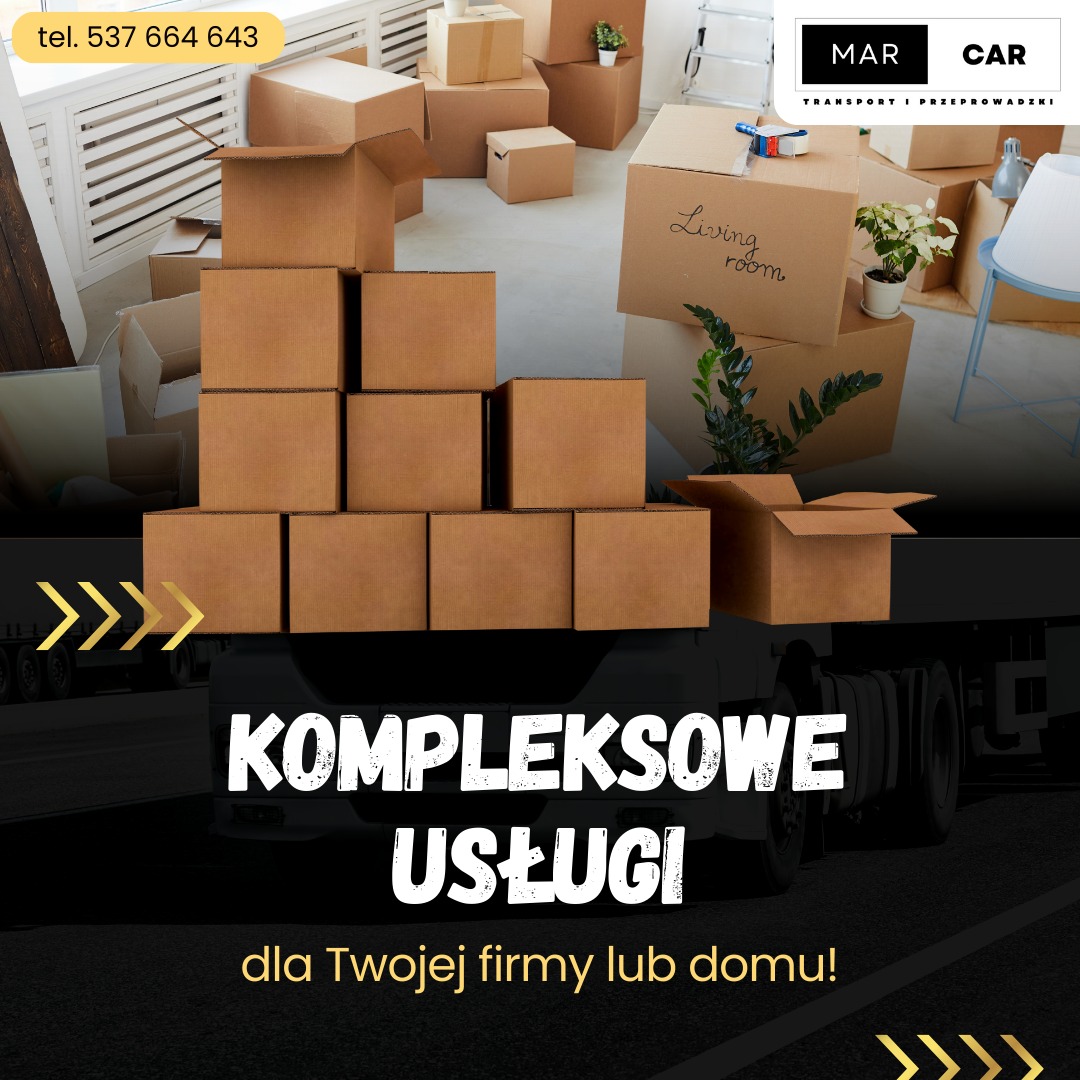 tel. 537 664 643
MAR CAR
TRANSPORT I PRZEPROWADZKI
Living
room
KOMPLEKSOWE
USŁUGI
dla Twojej firmy lub domu!